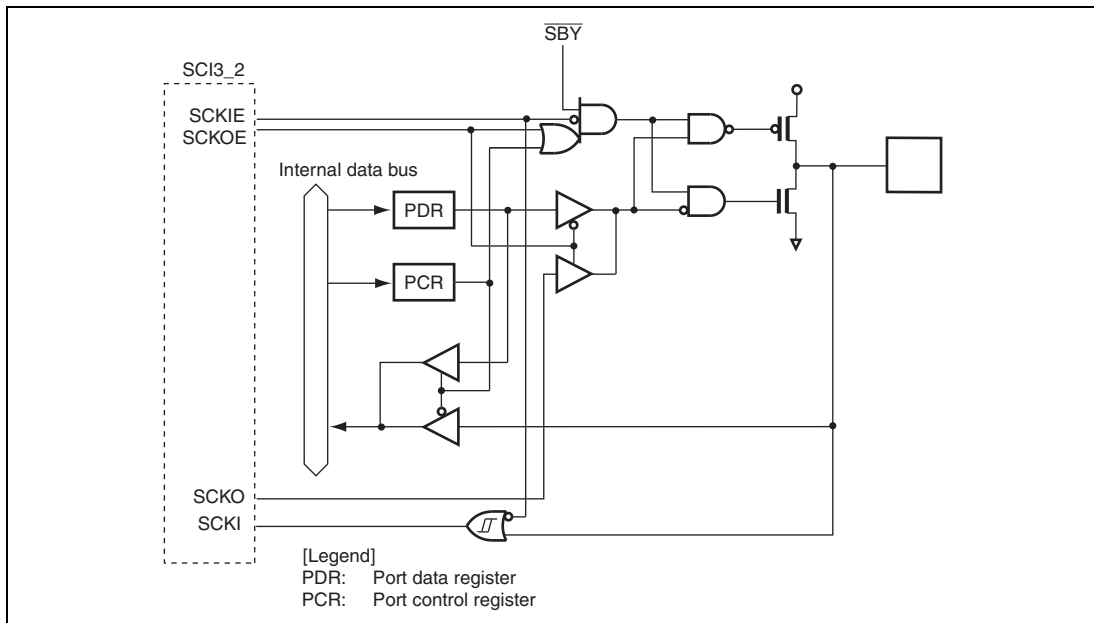 SBY
SCI3_2
SCKIE
SCKOE
Internal data bus
PDR
PCR
SCKO
SCKI
[Legend]
PDR: Port data register
PCR: Port control register